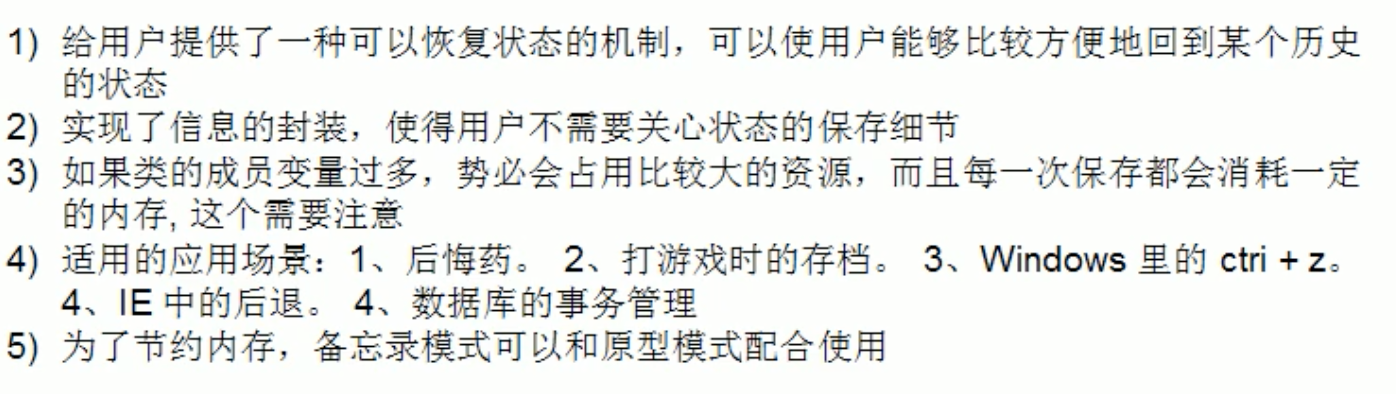 1) 给用户提供了一种可以恢复状态的机制，可以使用户能够比较方便地回到某个历史
的状态
2) 实现了信息的封装，使得用户不需要关心状态的保存细节
3) 如果类的成员变量过多，势必会占用比较大的资源，而且每一次保存都会消耗一定
的内存, 这个需要注意
4) 适用的应用场景：1、后悔药。 2、打游戏时的存档。 3、Windows 里的 ctri + z。
4、IE 中的后退。 4、数据库的事务管理
5) 为了节约内存，备忘录模式可以和原型模式配合使用